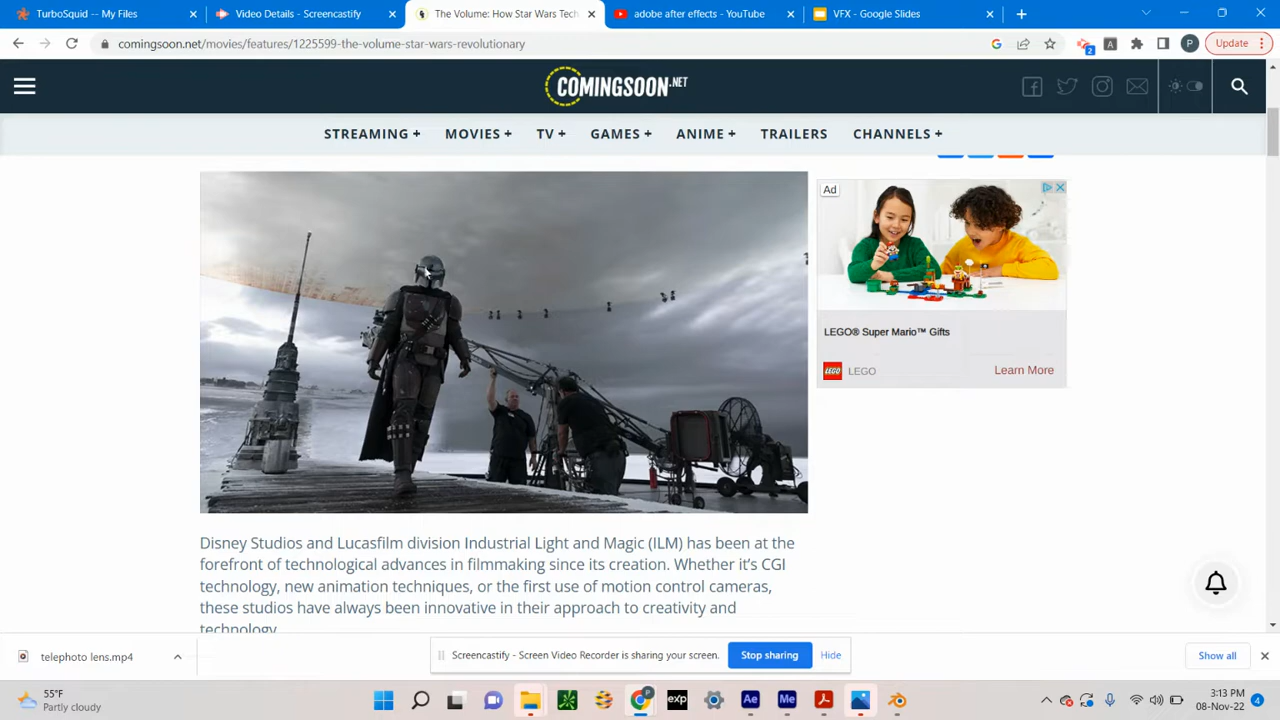 TurboSquid — My Files
Video Details - Screencastify
The Volume: How Star Wars Tech
adobe after effects - YouTube
VFX - Google Slides
comingsoon.net/movies/features/1225599-the-volume-star-wars-revolutionary
2
A
P
Update
COMINGSOON.NET
STREAMING + MOVIES + TV + GAMES + ANIME + TRAILERS CHANNELS +
Ad
LEGO® Super Mario™ Gifts
LEGO LEGO Learn More
Disney Studios and Lucasfilm division Industrial Light and Magic (ILM) has been at the
forefront of technological advances in filmmaking since its creation. Whether it's CGI
technology, new animation techniques, or the first use of motion control cameras,
these studios have always been innovative in their approach to creativity and
technology.
telephoto lens.mp4
Screencastify - Screen Video Recorder is sharing your screen. Stop sharing Hide
Show all
55°F
Partly cloudy
P
exp
Ae
Me
3:13 PM
08-Nov-22
4